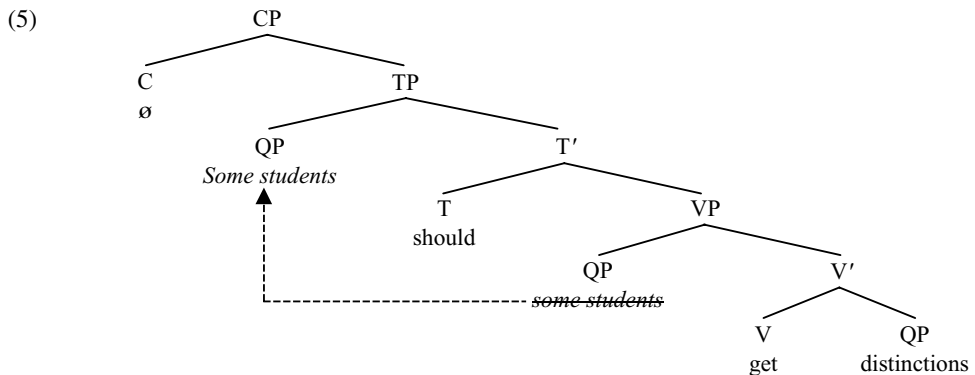 (5)
CP
C
TP
ø
QP
T′
Some students
T
VP
should
QP
V′
some students
V
QP
get
distinctions